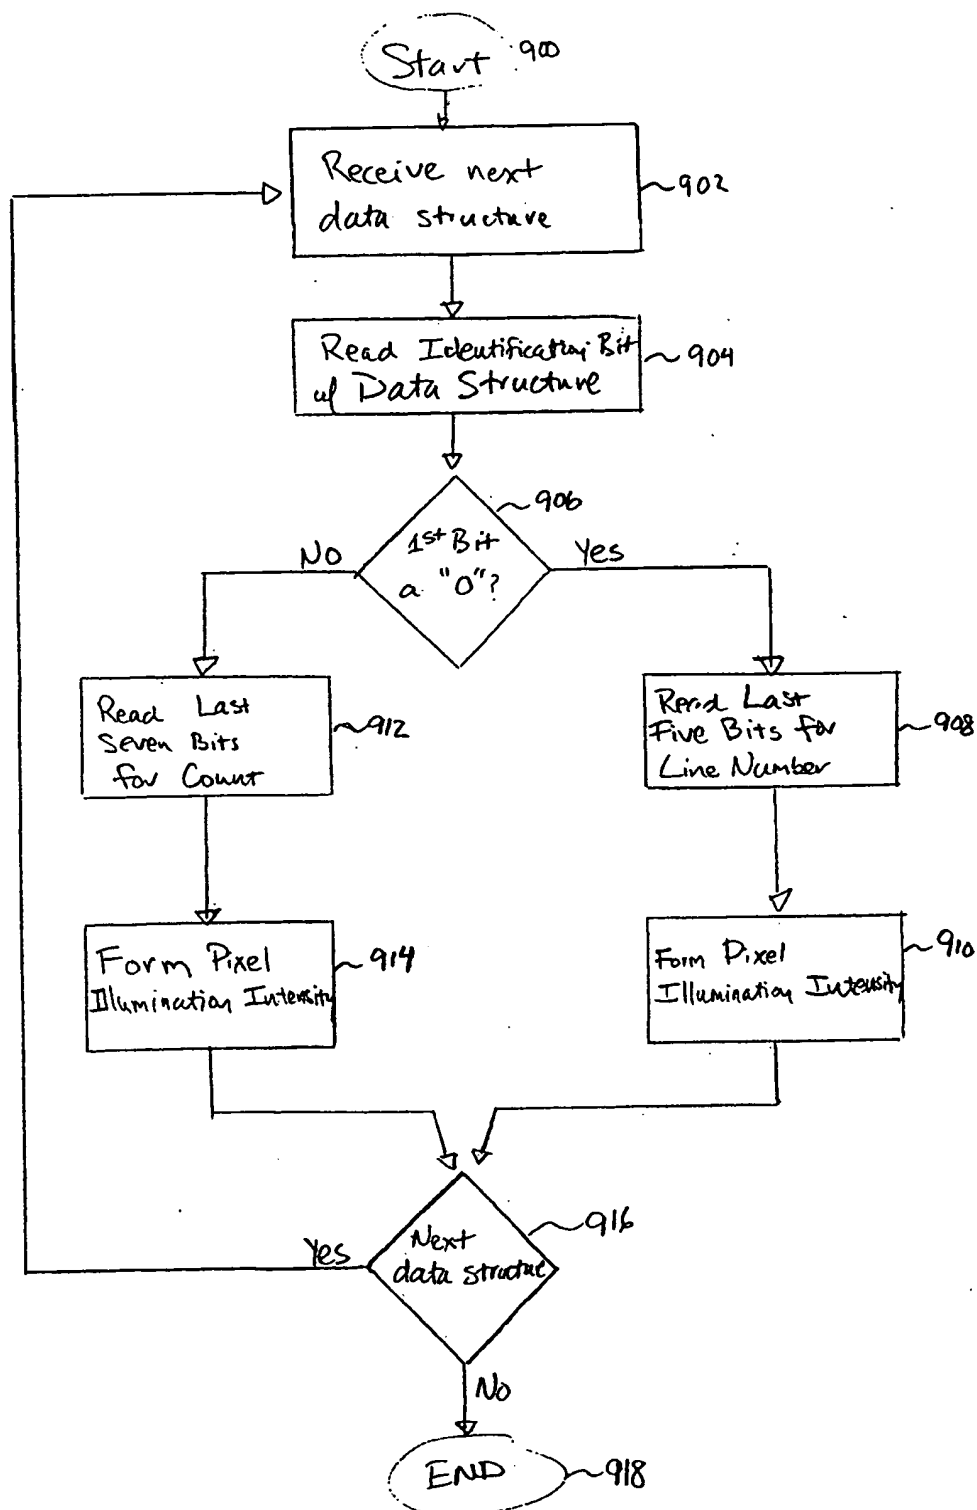 Start 900
Receive next
data structure
902
Read Identification Bit
w/ Data Structure
904
906
1st Bit
a "0"?
No
Yes
Read Last
Seven Bits
for Count
912
Read Last
Five Bits for
Line Number
908
Form Pixel
Illumination Intensity
914
Form Pixel
Illumination Intensity
910
Next
data structure
916
Yes
No
END
918